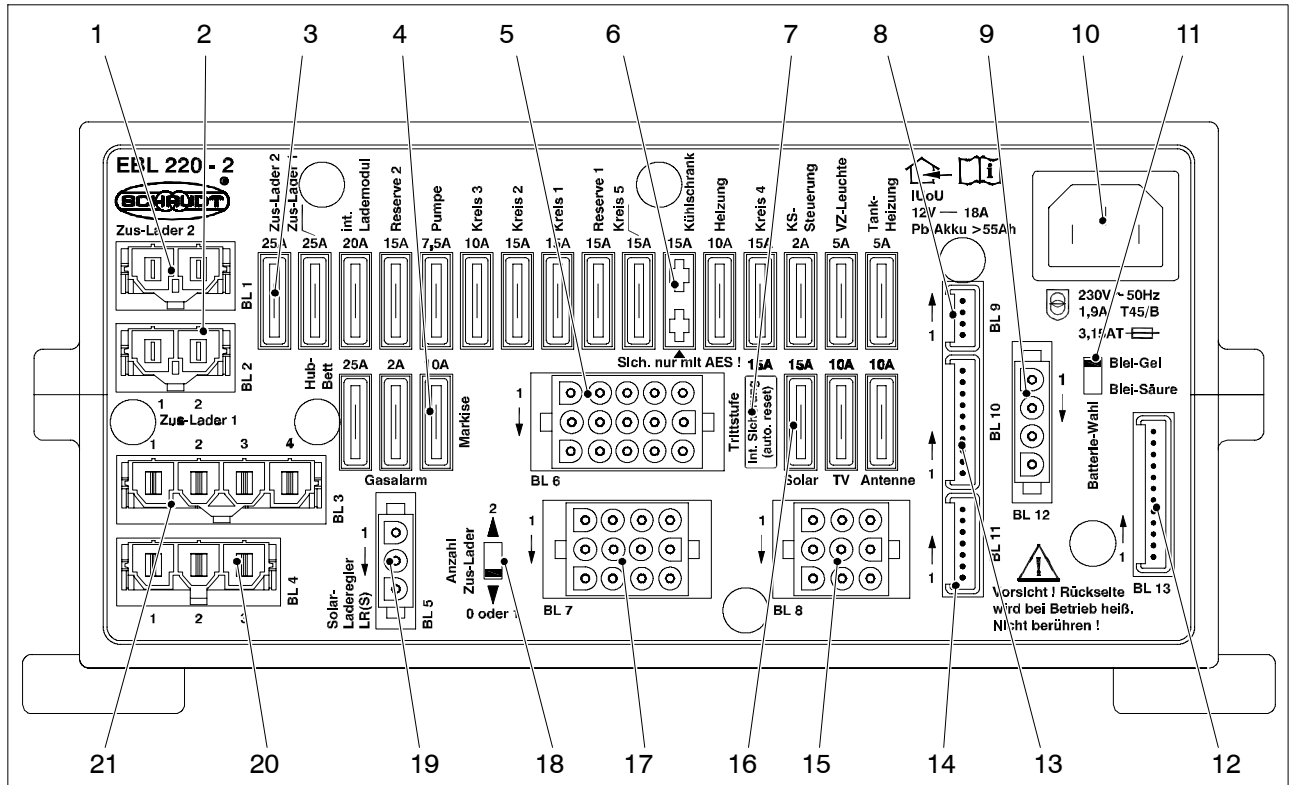 1 2 3 4 5 6 7 8 9 10 11
EBL 220 - 2
SCHAUDT
®
Zus-Lader 2
BL 1
BL 2
1 2
Zus-Lader 1
Zus-Lader 2
25A
Zus-Lader 1
25A
int.
Lademodul
20A
Reserve 2
15A
Pumpe
7,5A
Kreis 3
10A
Kreis 2
15A
Kreis 1
15A
Reserve 1
15A
Kreis 5
15A
Kühlschrank
15A
Heizung
10A
Kreis 4
15A
KS-
Steuerung
2A
VZ-Leuchte
5A
Tank-
Heizung
5A
Sich. nur mit AES !
IUoU
12V — 18A
Pb Akku >55Ah
230V ~ 50Hz
1,9A T45/B
3,15AT
Blei-Gel
Blei-Säure
Batterie-Wahl
Hub-
Bett
25A
2A
Gasalarm
0A
Markise
1
BL 6
Trittstufe
15A
Int. Sicherung
(auto. reset)
15A
Solar
10A
TV
10A
Antenne
1
BL 9
1
BL 10
1
BL 11
1
BL 12
1
BL 13
1 2 3 4
BL 3
BL 4
1 2 3
Solar-
Laderegler
LR(S)
1
BL 5
Anzahl
Zus-Lader
2
0 oder 1
1
BL 7
1
BL 8
Vorsicht ! Rückseite
wird bei Betrieb heiß.
Nicht berühren !
21 20 19 18 17 16 15 14 13 12